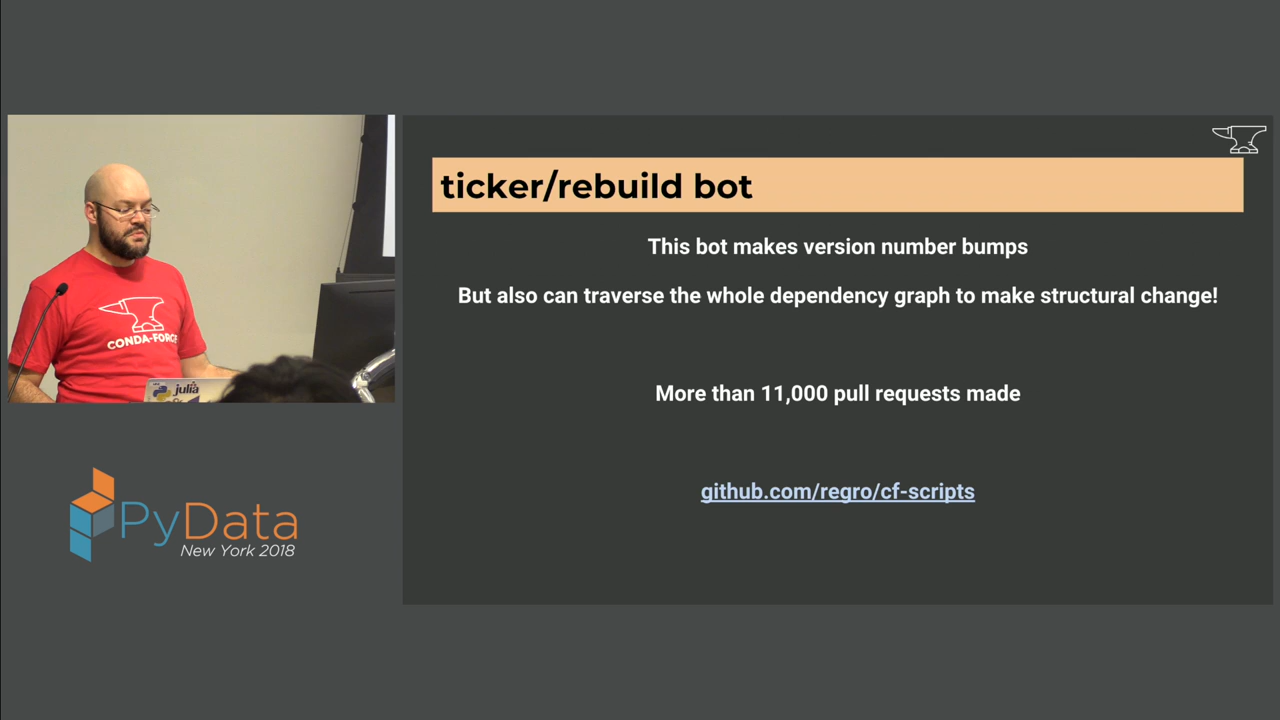 ticker/rebuild bot
This bot makes version number bumps
But also can traverse the whole dependency graph to make structural change!
More than 11,000 pull requests made
github.com/regro/cf-scripts
CONDA-FORGE
julia
PyData
New York 2018